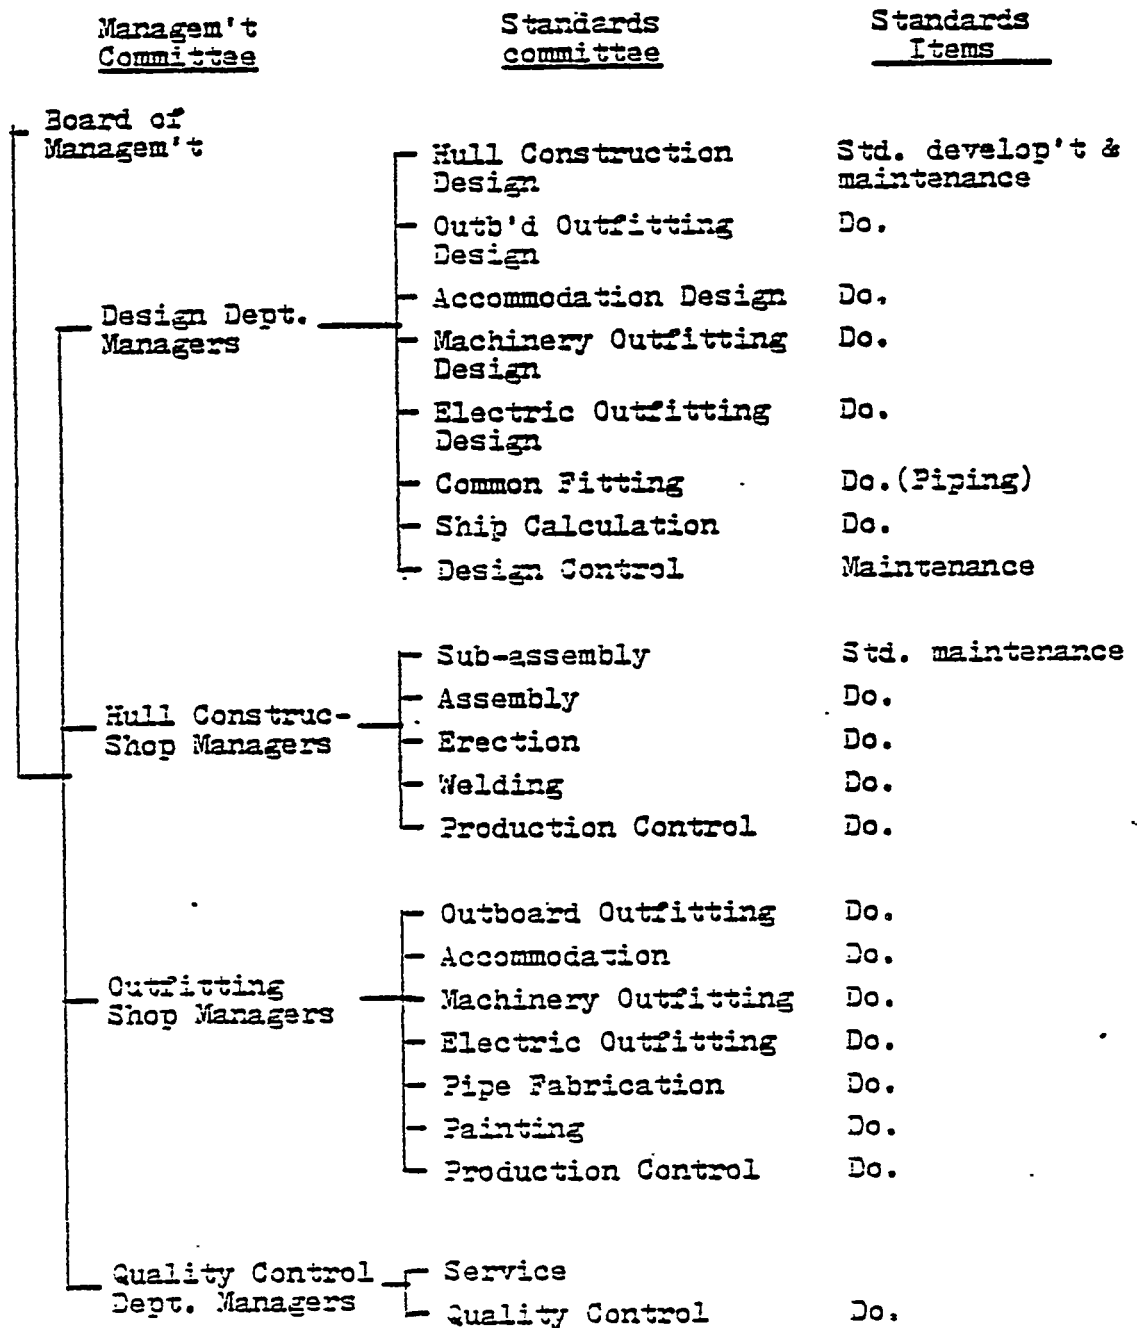 Managem't Standards Standards
Committee committee Items
Board of
Managem't
Hull Construction Std. develop't &
Design maintenance
Outb'd Outfitting Do.
Design
Accommodation Design Do.
Design Dept.
Managers
Machinery Outfitting Do.
Design
Electric Outfitting Do.
Design
Common Fitting Do.(Piping)
Ship Calculation Do.
Design Control Maintenance
Sub-assembly Std. maintenance
Assembly Do.
Hull Construc-
Shop Managers
Erection Do.
Welding Do.
Production Control Do.
Outboard Outfitting Do.
Accommodation Do.
Outfitting
Shop Managers
Machinery Outfitting Do.
Electric Outfitting Do.
Pipe Fabrication Do.
Painting Do.
Production Control Do.
Quality Control
Dept. Managers
Service
Quality Control Do.